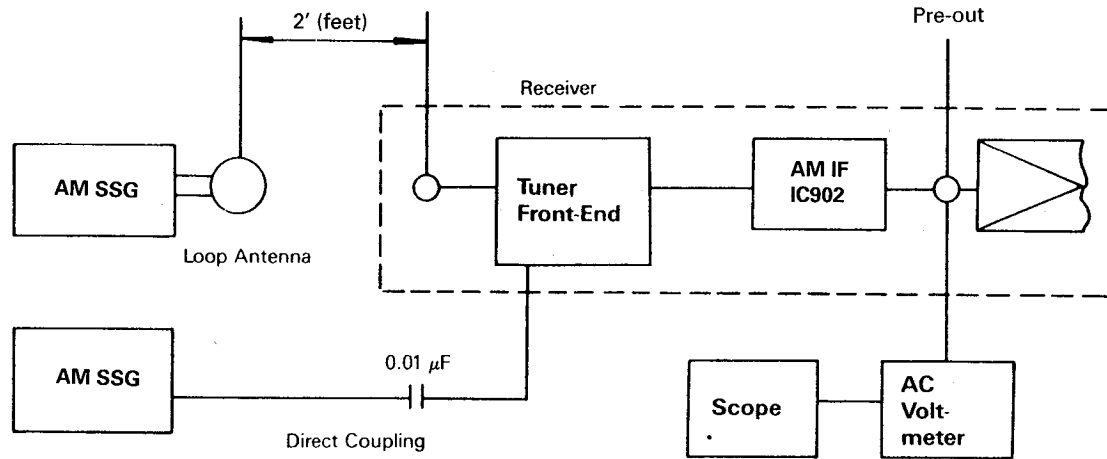 Pre-out
2' (feet)
Receiver
AM SSG
Tuner
Front-End
AM IF
IC902
Loop Antenna
AM SSG
0.01 μF
Direct Coupling
Scope
AC
Volt-
meter